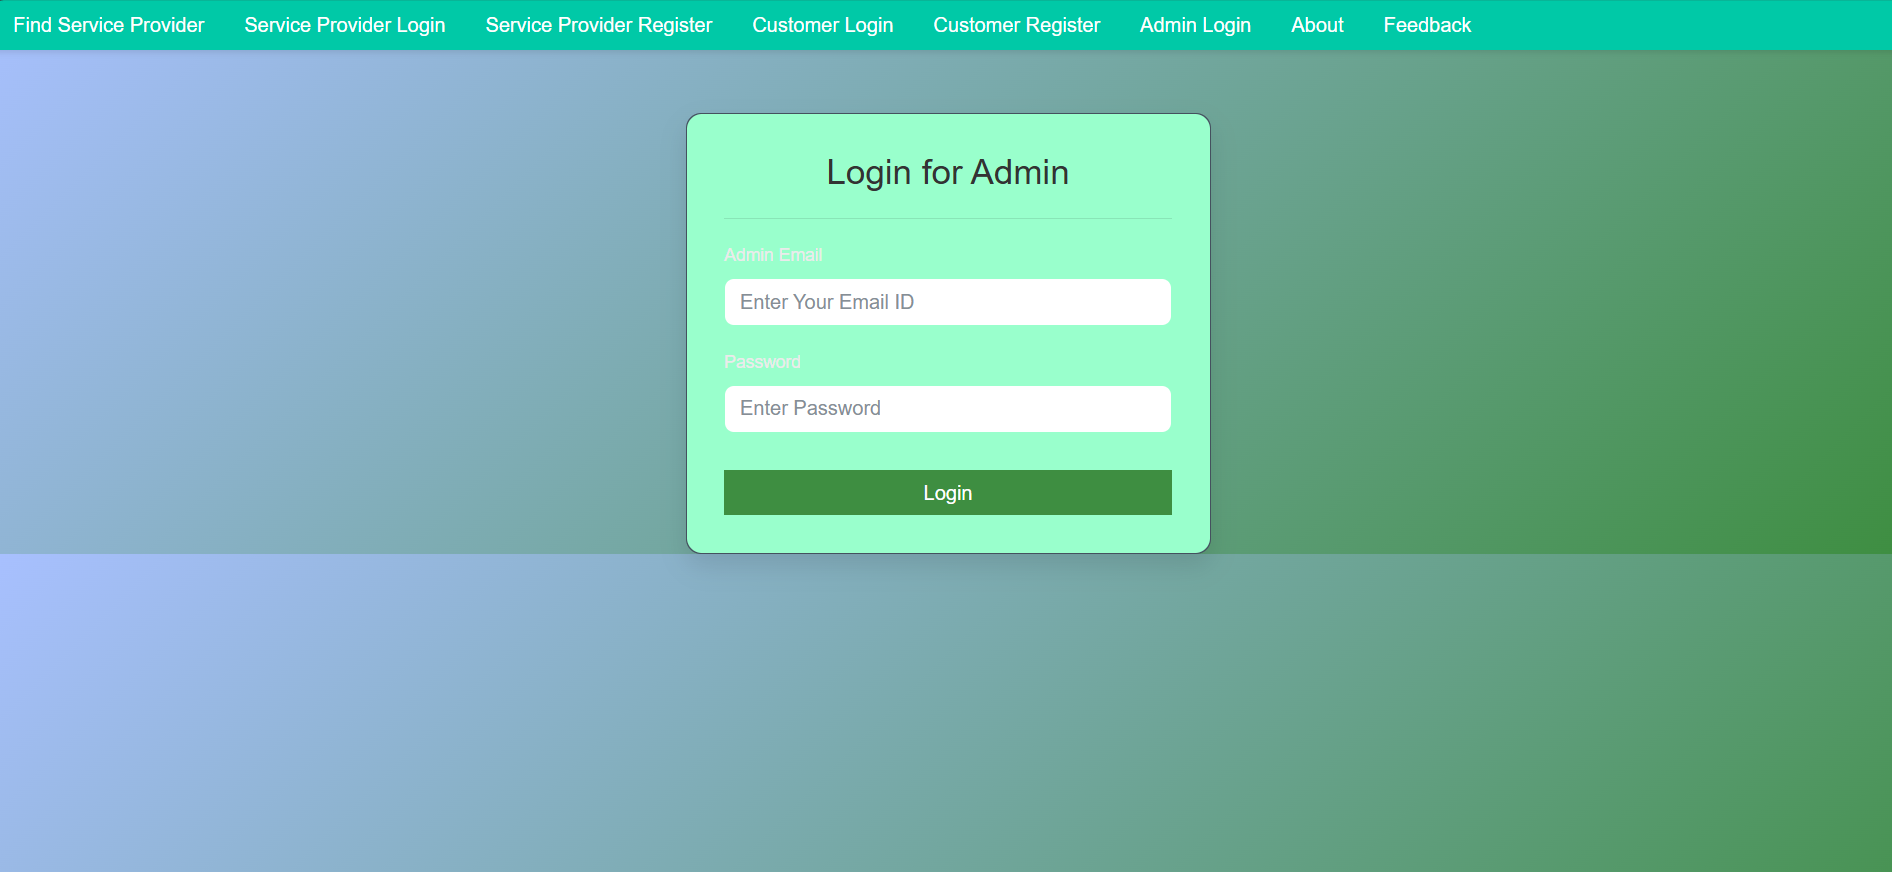 Find Service Provider Service Provider Login Service Provider Register Customer Login Customer Register Admin Login About Feedback
Login for Admin
Admin Email
Enter Your Email ID
Password
Enter Password
Login